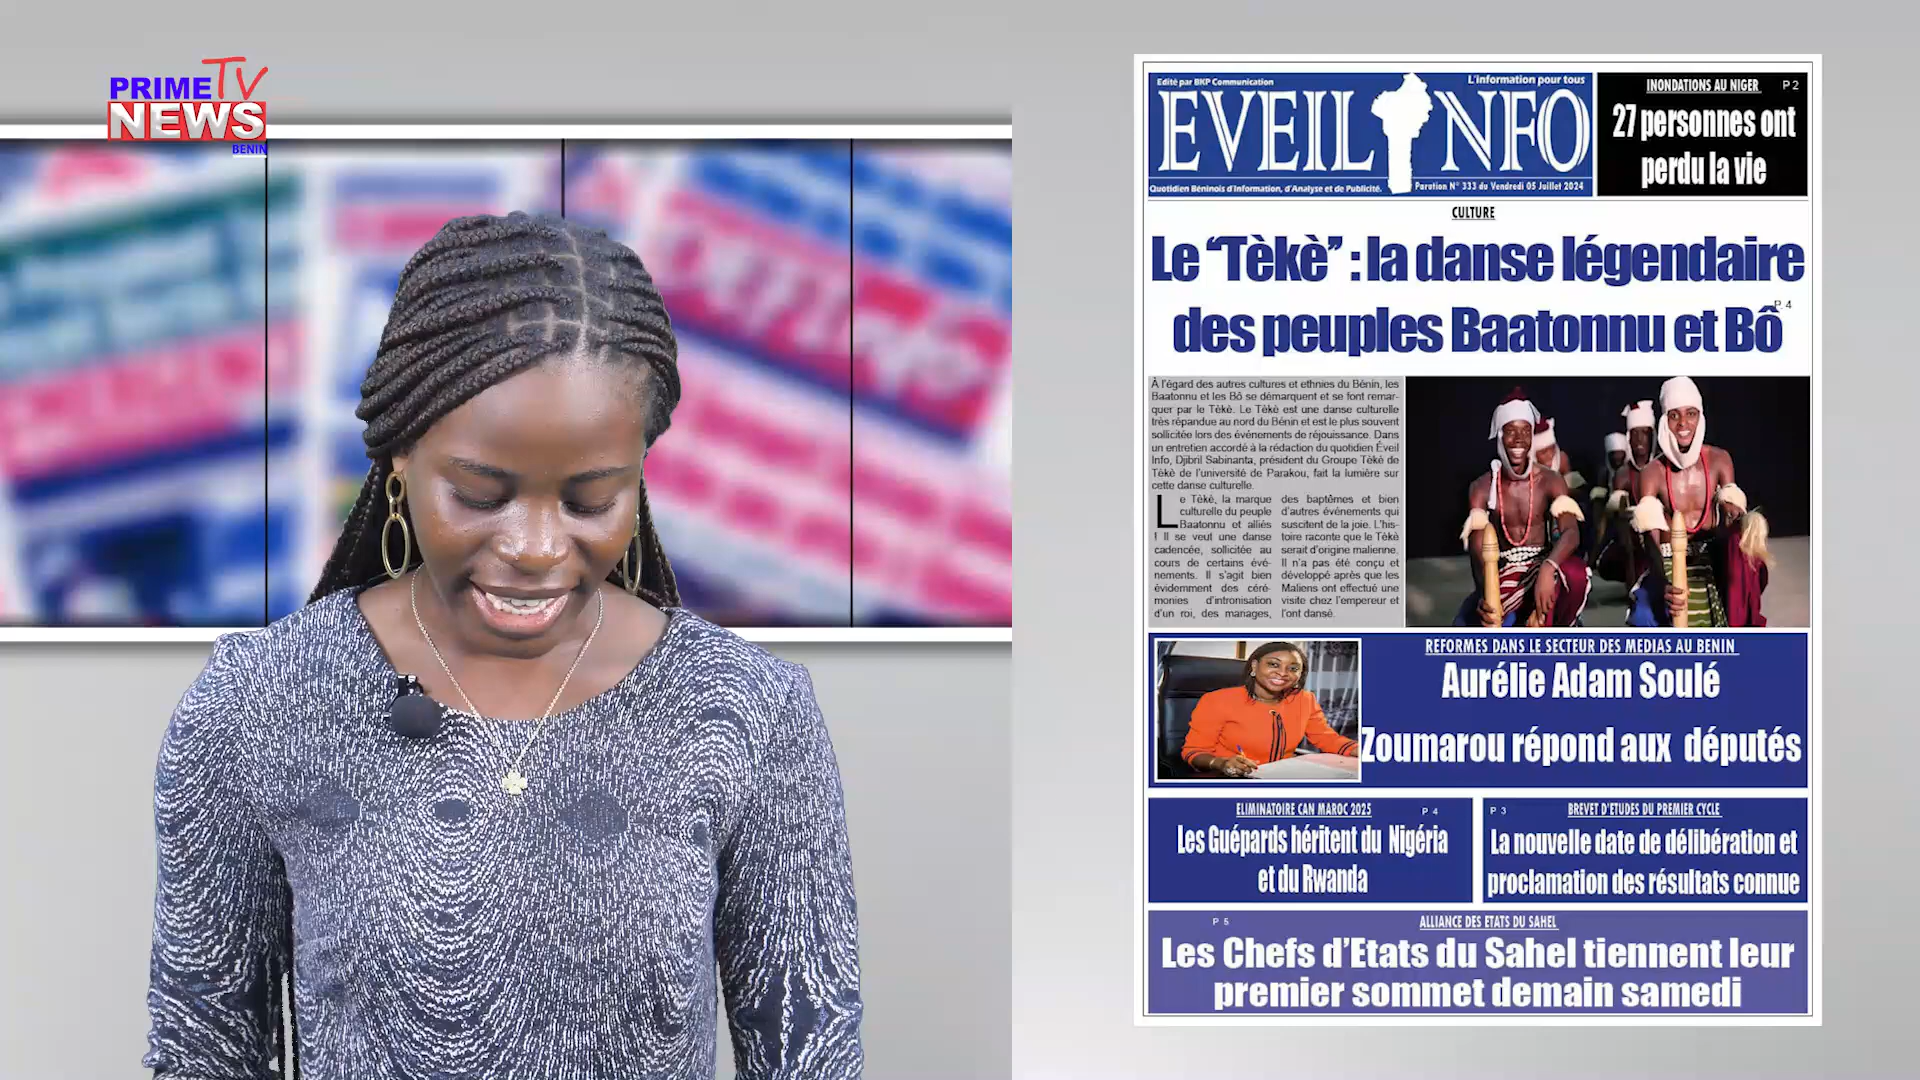 PRIME TV
NEWS
BENIN
Edité par BKP Communication
L'information pour tous
EVEIL INFO
Quotidien Béninois d'Information, d'Analyse et de Publicité.
Parution N° 333 du Vendredi 05 Juillet 2024
INONDATIONS AU NIGER
P 2
27 personnes ont
perdu la vie
CULTURE
Le “Tèkè” : la danse légendaire
des peuples Baatonnu et Bô
P. 4
À l'égard des autres cultures et ethnies du Bénin, les
Baatonnu et les Bô se démarquent et se font remar-
quer par le Tèkè. Le Tèkè est une danse culturelle
très répandue au nord du Bénin et est le plus souvent
sollicitée lors des événements de réjouissance. Dans
un entretien accordé à la rédaction du quotidien Éveil
Info, Djibril Sabinanta, président du Groupe Tèkè de
Tèkè de l'université de Parakou, fait la lumière sur
cette danse culturelle.
Le Tèkè, la marque
culturelle du peuple
Baatonnu et alliés
! Il se veut une danse
cadencée, sollicitée au
cours de certains évé-
nements. Il s'agit bien
évidemment des céré-
monies d'intronisation
d'un roi, des mariages,
des baptêmes et bien
d'autres événements qui
suscitent de la joie. L'his-
toire raconte que le Tèkè
serait d'origine malienne.
Il n'a pas été conçu et
développé après que les
Maliens ont effectué une
visite chez l'empereur et
l'ont dansé.
REFORMES DANS LE SECTEUR DES MEDIAS AU BENIN
Aurélie Adam Soulé
Zoumarou répond aux députés
ELIMINATOIRE CAN MAROC 2025
P 4
Les Guépards héritent du Nigéria
et du Rwanda
P 3
BREVET D'ETUDES DU PREMIER CYCLE
La nouvelle date de délibération et
proclamation des résultats connue
P 5
ALLIANCE DES ETATS DU SAHEL
Les Chefs d'Etats du Sahel tiennent leur
premier sommet demain samedi